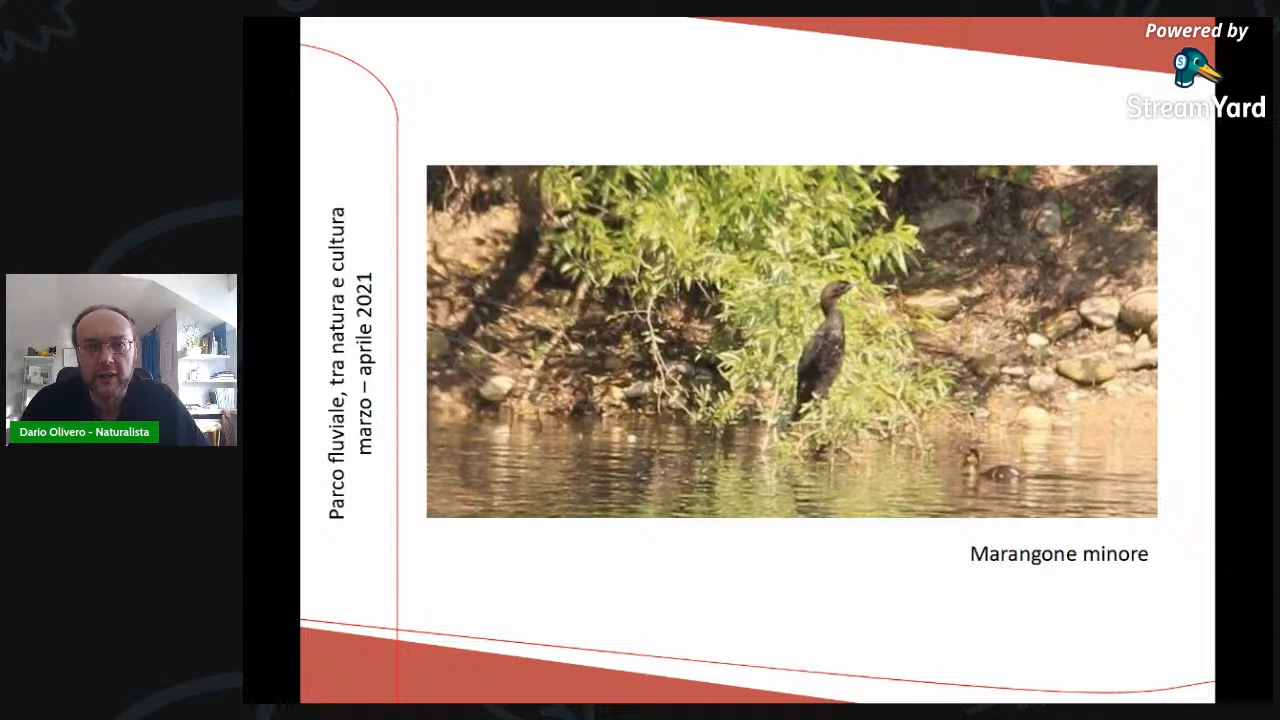 Powered by
StreamYard
Parco fluviale, tra natura e cultura
marzo – aprile 2021
Dario Olivero - Naturalista
Marangone minore